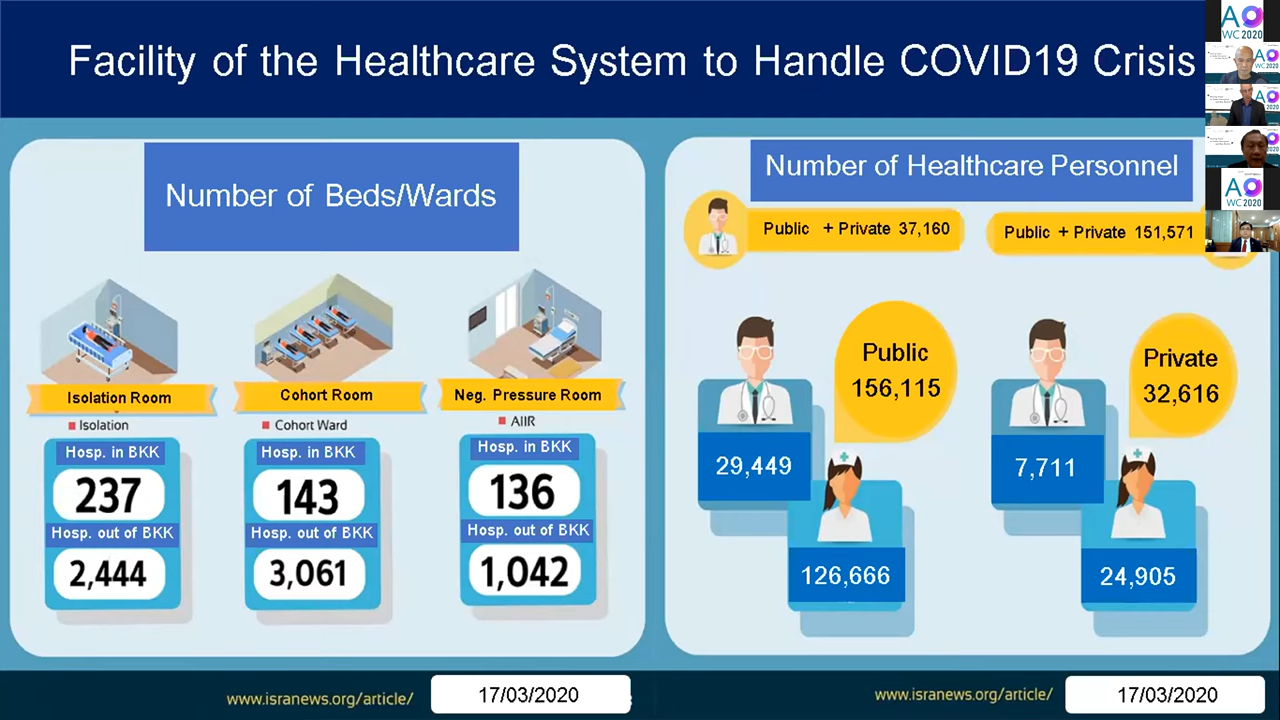 Facility of the Healthcare System to Handle COVID19 Crisis
Number of Beds/Wards
Isolation Room
Cohort Room
Neg. Pressure Room
Isolation
Cohort Ward
AIIR
Hosp. in BKK
Hosp. in BKK
Hosp. in BKK
237
143
136
Hosp. out of BKK
Hosp. out of BKK
Hosp. out of BKK
2,444
3,061
1,042
www.isranews.org/article/
17/03/2020
Number of Healthcare Personnel
Public + Private 37,160
Public + Private 151,571
Public
156,115
Private
32,616
29,449
7,711
126,666
24,905
www.isranews.org/article/
17/03/2020
AO
WC2020
AO
WC2020